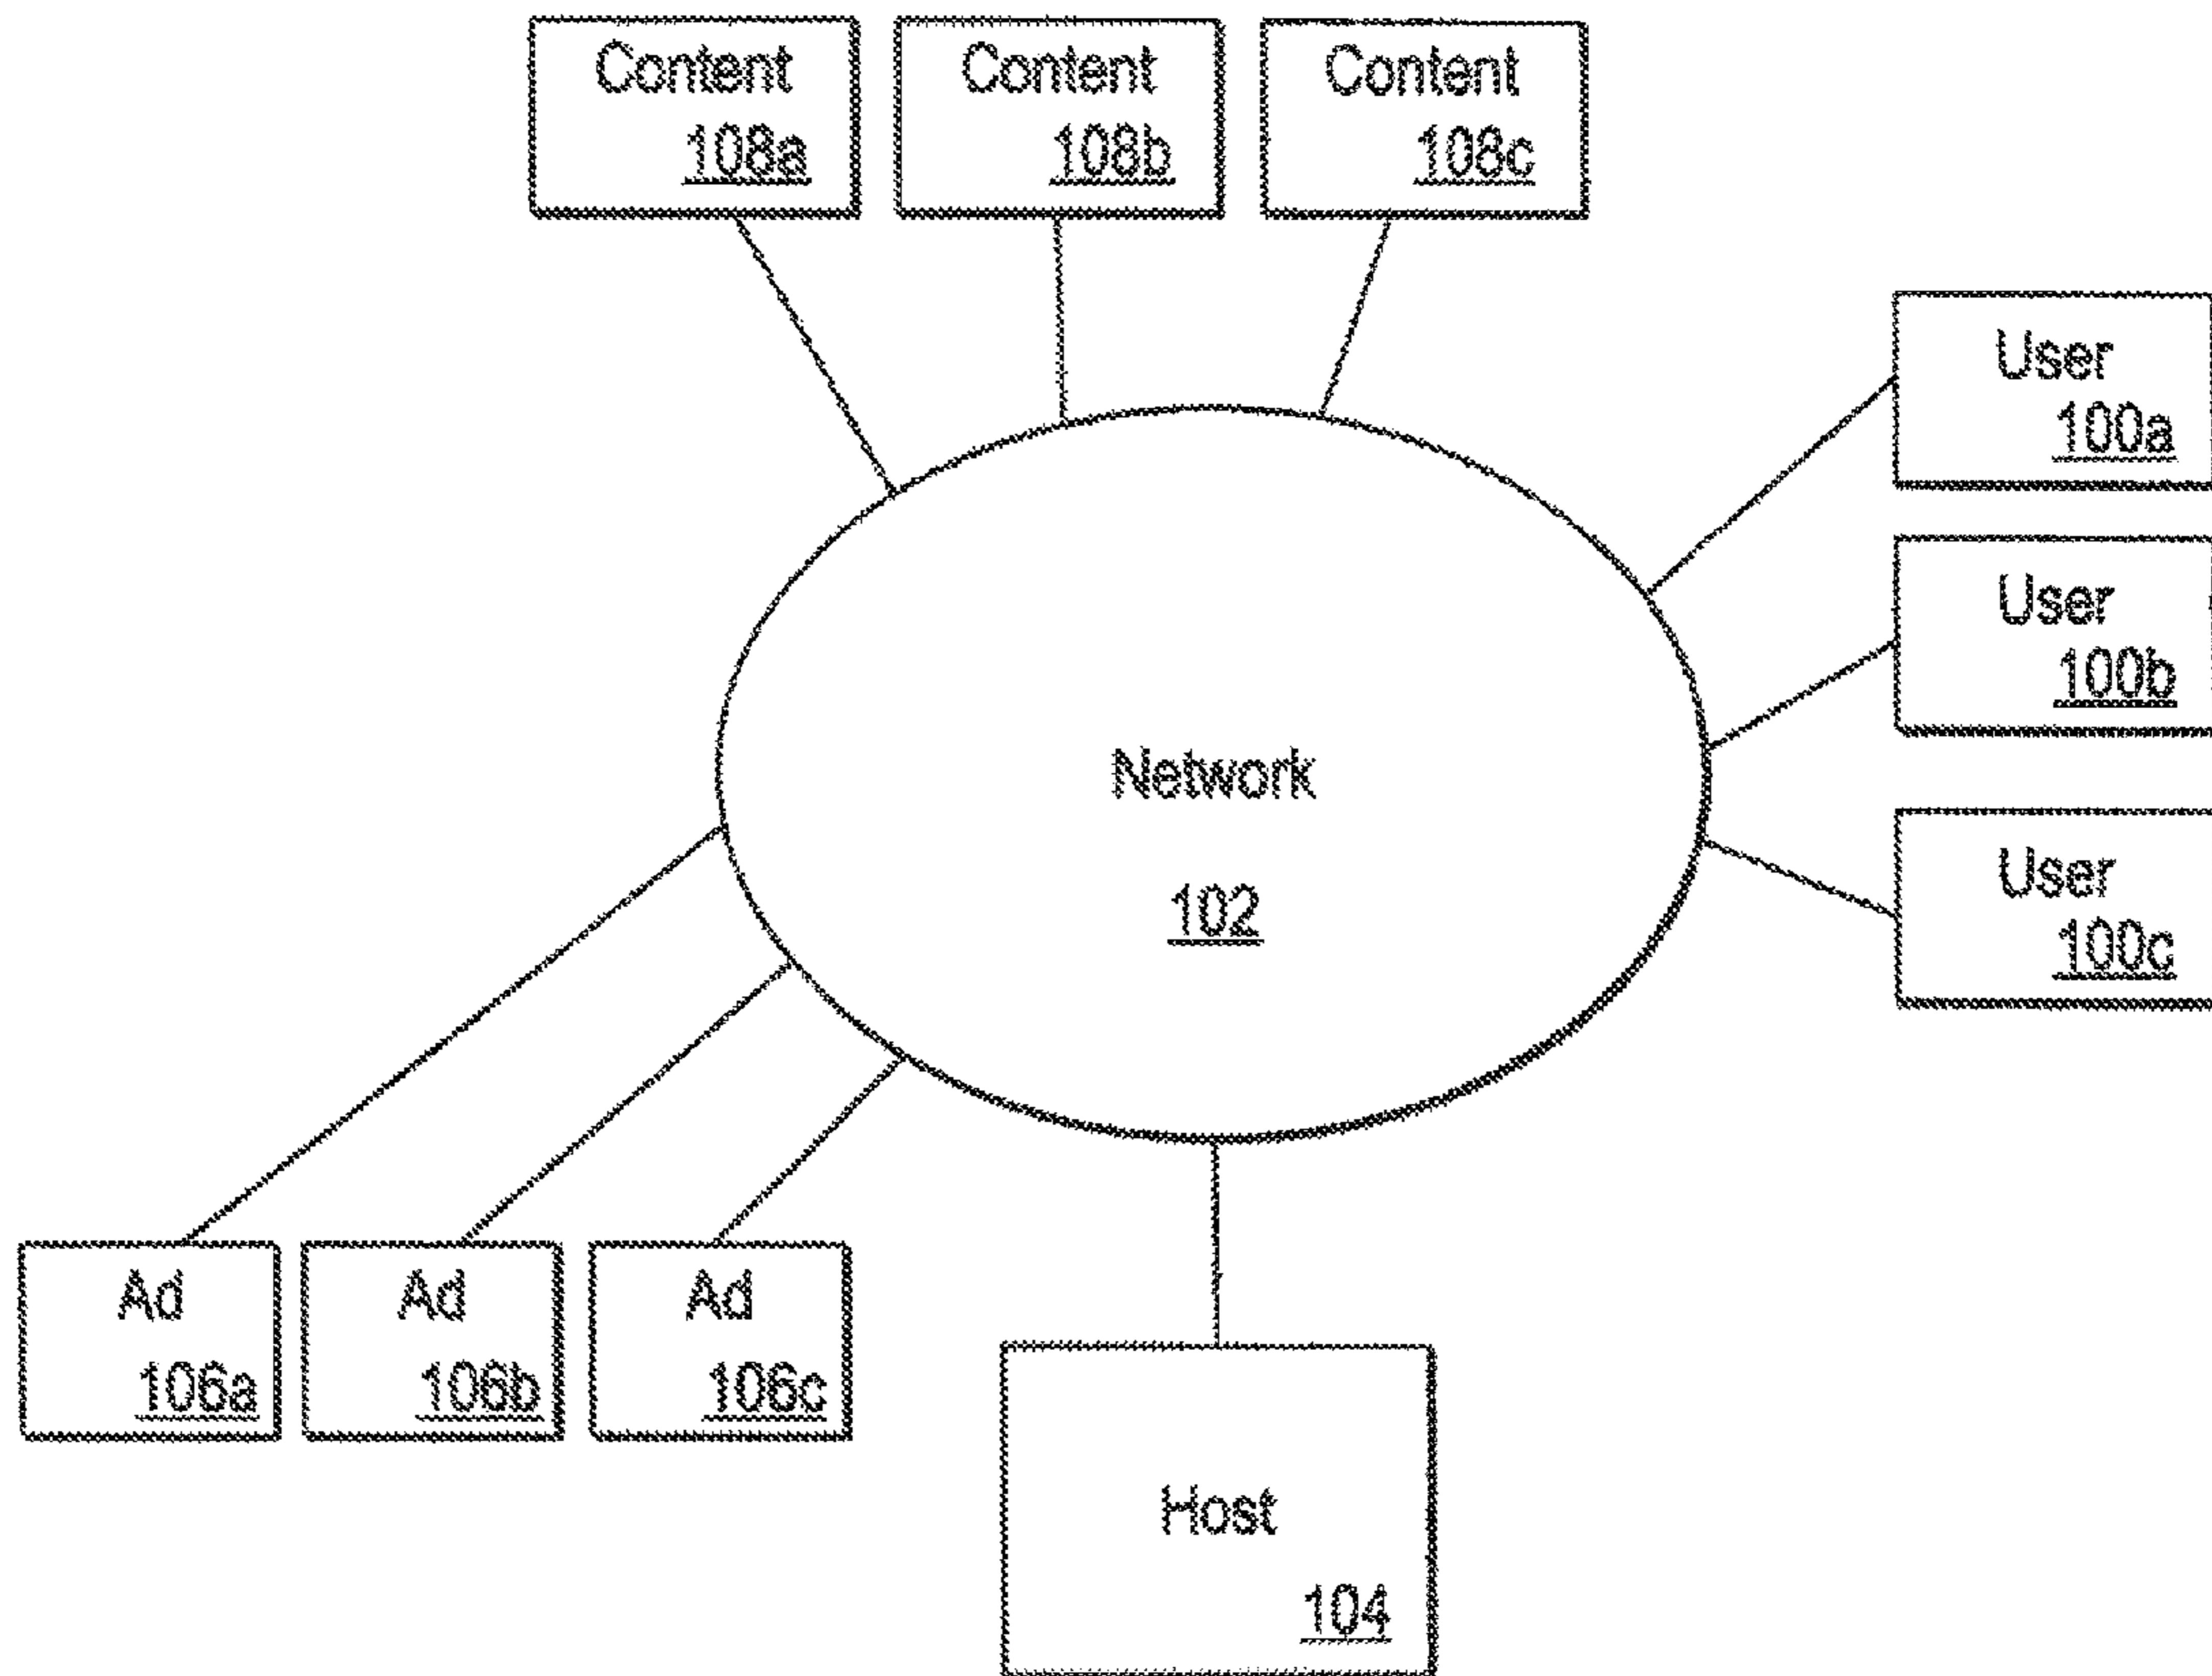 Content
108a
Content
108b
Content
108c
User
100a
User
100b
User
100c
Network
102
Ad
106a
Ad
106b
Ad
106c
Host
104